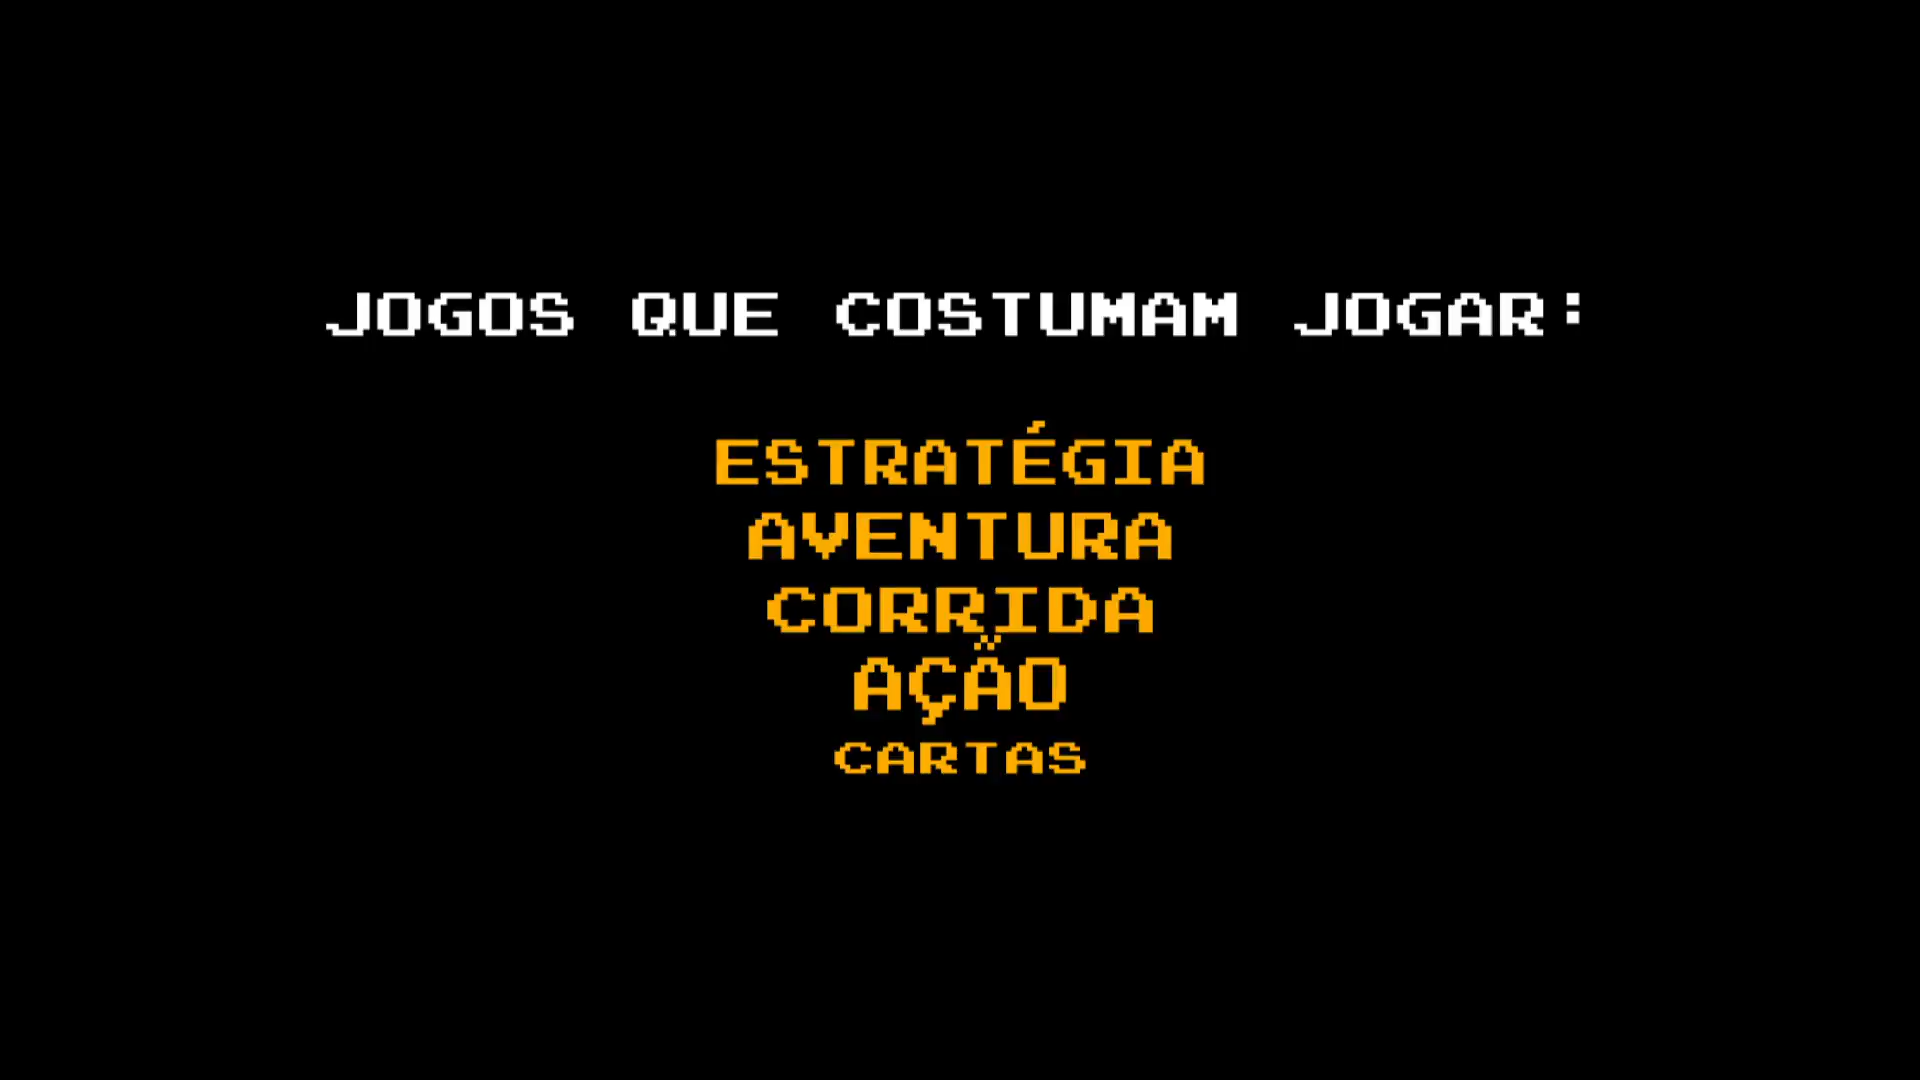 JOGOS QUE COSTUMAM JOGAR:
ESTRATÉGIA
AVENTURA
CORRIDA
AÇÃO
CARTAS